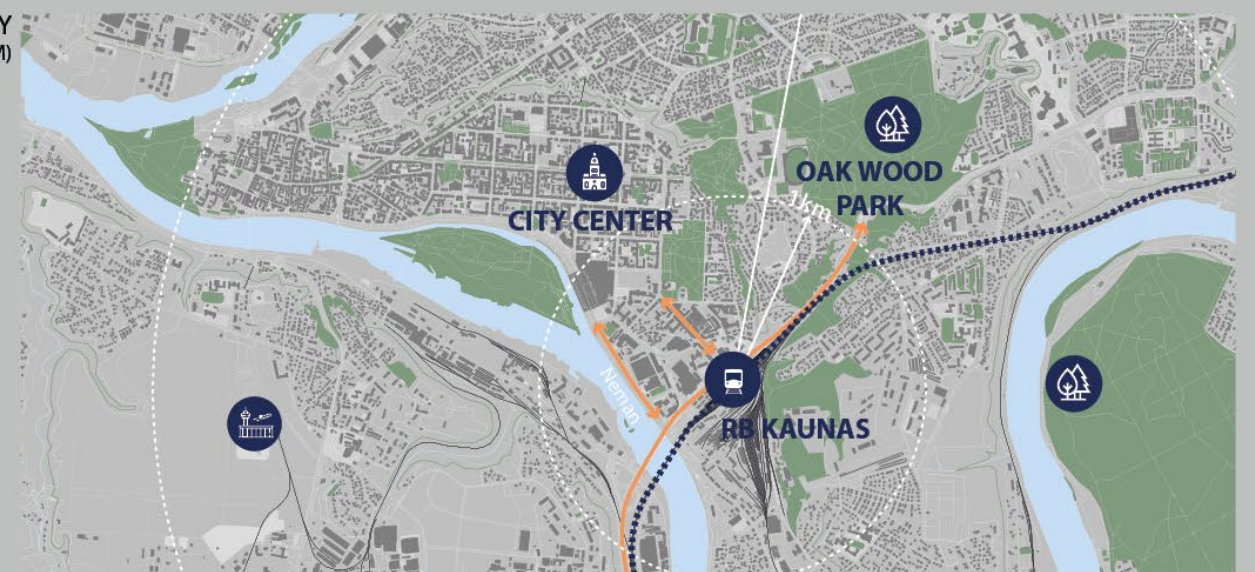 Y
M)
CITY CENTER
OAK WOOD
PARK
1km
Neman
RB KAUNAS